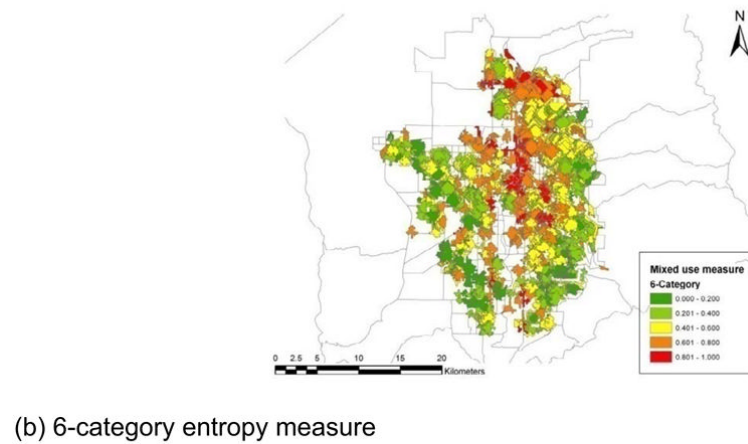 N
Mixed use measure
6-Category
0.000 - 0.200
0.201 - 0.400
0.401 - 0.600
0.601 - 0.800
0.801 - 1.000
0 2.5 5 10 15 20
Kilometers
(b) 6-category entropy measure